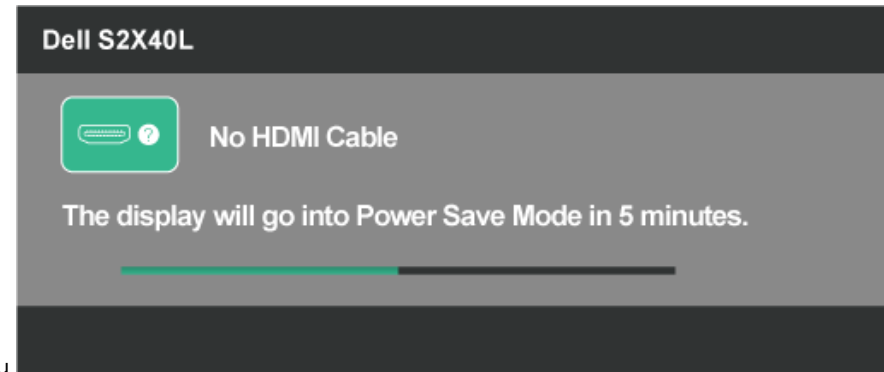 Dell S2X40L
? No HDMI Cable
The display will go into Power Save Mode in 5 minutes.
u